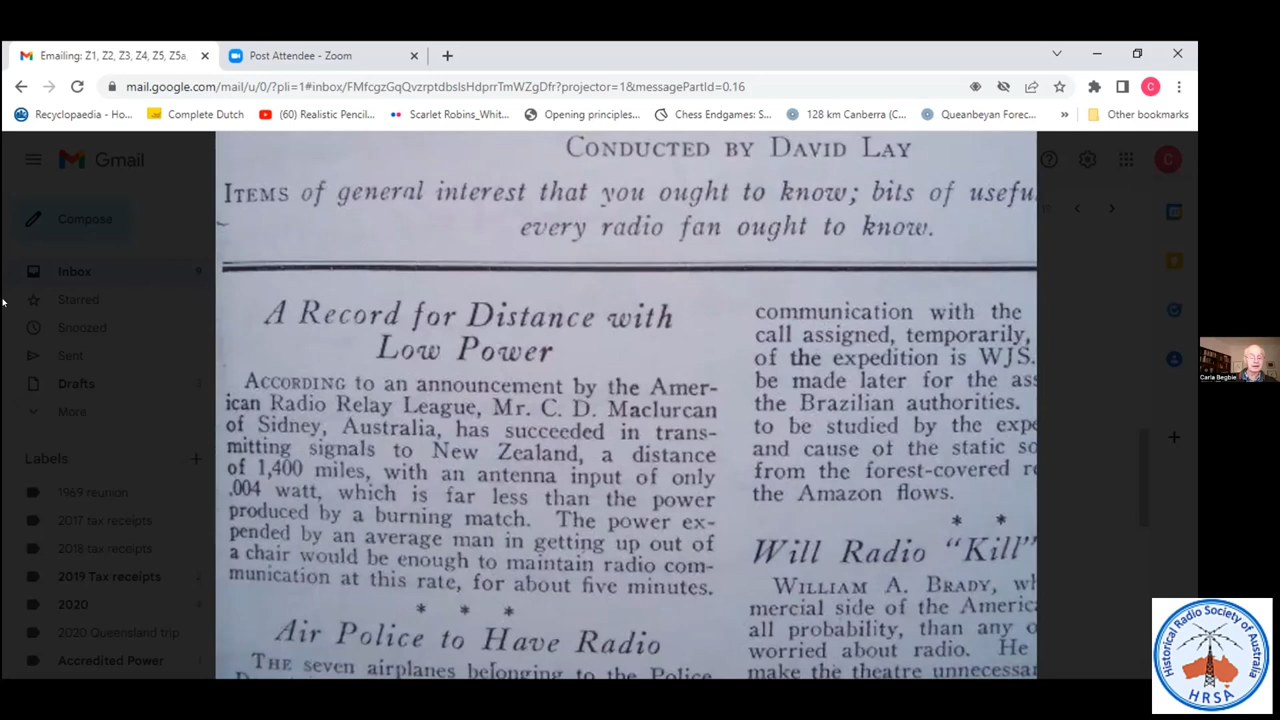 Emailing: Z1, Z2, Z3, Z4, Z5, Z5a,
Post Attendee - Zoom
mail.google.com/mail/u/0/?pli=1#inbox/FMfcgzGqQvzrptdbnlsHdprrTmWZgDfr?projector=1&messagePartId=0.16
C
Recyclopaedia - Ho...
Complete Dutch
(60) Realistic Pencil...
Scarlet Robins_Whit...
Opening principles...
Chess Endgames: S...
128 km Canberra (C...
Queanbeyan Forec...
Other bookmarks
Gmail
C
Compose
Inbox 9
Starred
Snoozed
Sent
Drafts 3
More
Labels
1969 reunion
2017 tax receipts
2018 tax receipts
2019 Tax receipts
2020
2020 Queensland trip
Accredited Power
CONDUCTED BY DAVID LAY
ITEMS of general interest that you ought to know; bits of usefu
every radio fan ought to know.
A Record for Distance with
Low Power
ACCORDING to an announcement by the Amer-
ican Radio Relay League, Mr. C. D. Maclurcan
of Sidney, Australia, has succeeded in trans-
mitting signals to New Zealand, a distance
of 1,400 miles, with an antenna input of only
.004 watt, which is far less than the power
produced by a burning match. The power ex-
pended by an average man in getting up out of
a chair would be enough to maintain radio com-
munication at this rate, for about five minutes.
* * *
Air Police to Have Radio
THE seven airplanes belonging to the Police
communication with the
call assigned, temporarily,
of the expedition is WJS.
be made later for the ass
the Brazilian authorities.
to be studied by the expe
and cause of the static so
from the forest-covered re
the Amazon flows.
* *
Will Radio "Kill"
WILLIAM A. BRADY, wh
mercial side of the America
all probability, than any o
worried about radio. He
make the theatre unnecessar
Carla Begbie
Historical Radio Society of Australia
HRSA